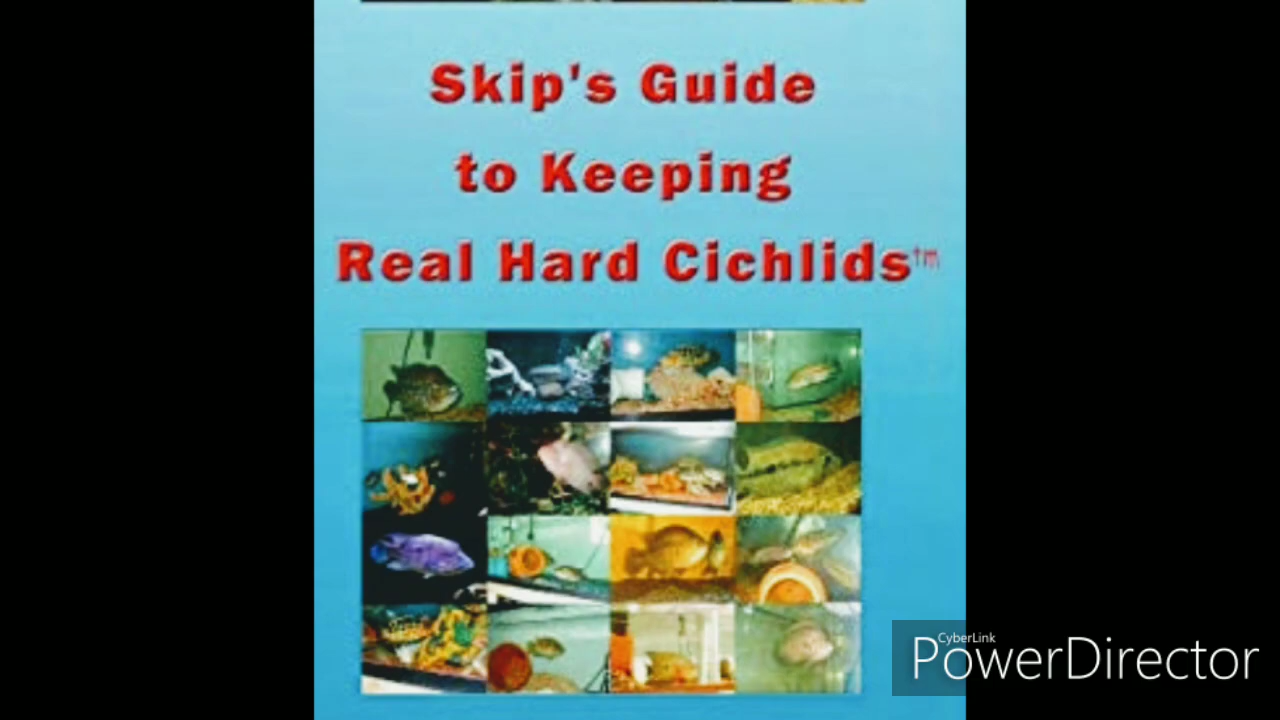 Skip's Guide
to Keeping
Real Hard Cichlids™
CyberLink
PowerDirector